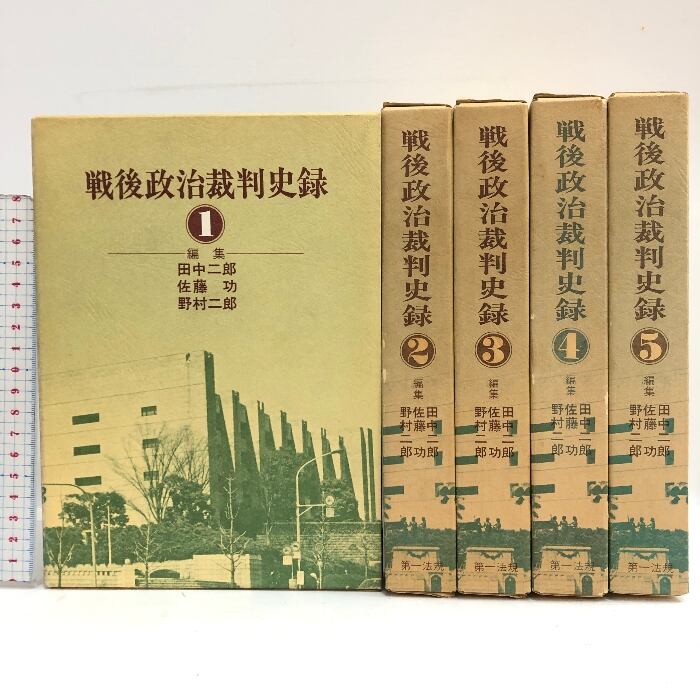 戦後政治裁判史録
1
編集
田中二郎
佐藤 功
野村二郎
戦後政治裁判史録
2
編集
田中二郎
佐藤 功
野村二郎
第一法規
戦後政治裁判史録
3
編集
田中二郎
佐藤 功
野村二郎
第一法規
戦後政治裁判史録
4
編集
田中二郎
佐藤 功
野村二郎
第一法規
戦後政治裁判史録
5
編集
田中二郎
佐藤 功
野村二郎
第一法規